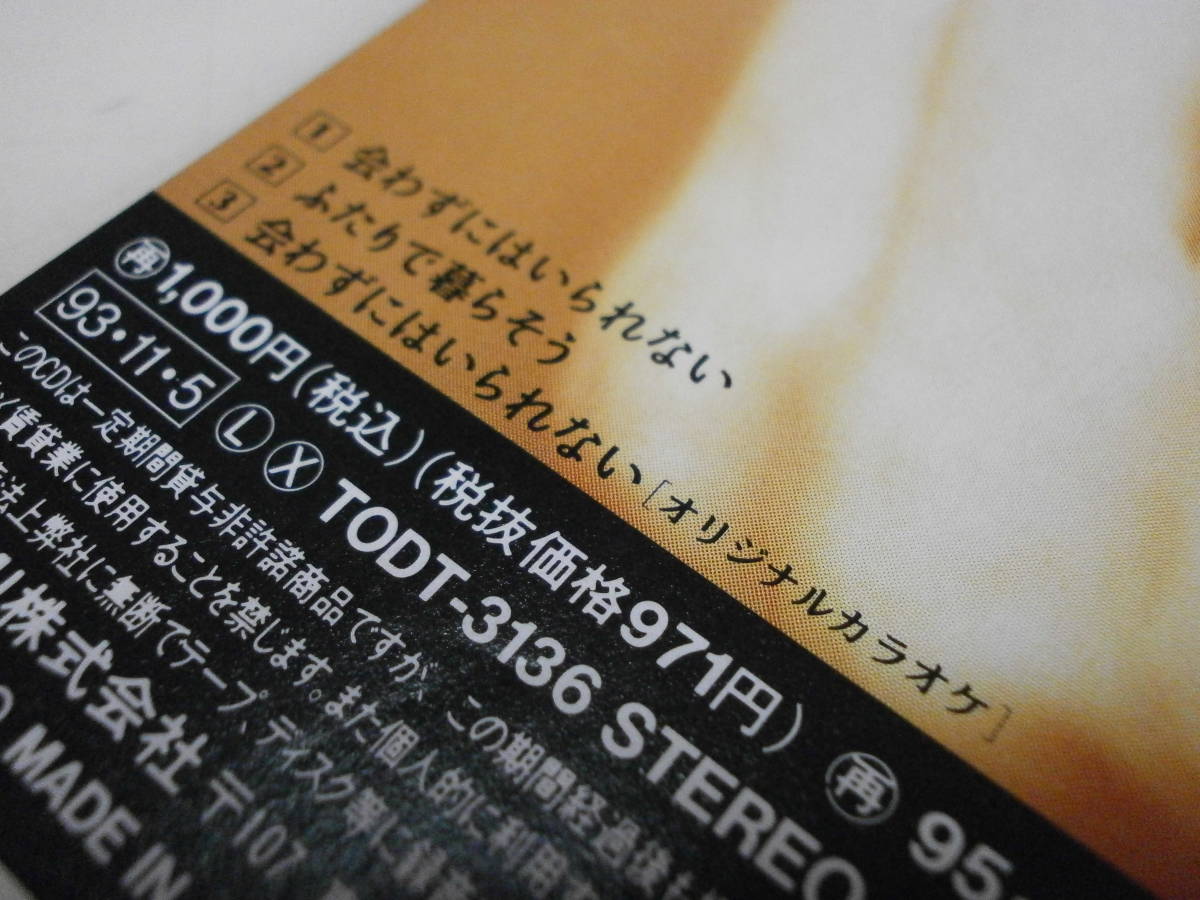 1 会わずにはいられない
2 ふたりで暮らそう
3 会わずにはいられない[オリジナルカラオケ]
再1,000円(税込)(税抜価格971円) 再 95.
93・11・5 L X TODT-3136 STEREO
このCDは一定期間貸与非許諾商品ですが、この期間経過後も
(賃貸業に使用することを禁じます。また個人的に利用
法上弊社に無断でテープ、ディスク等に録音
株式会社 〒107
MADE IN